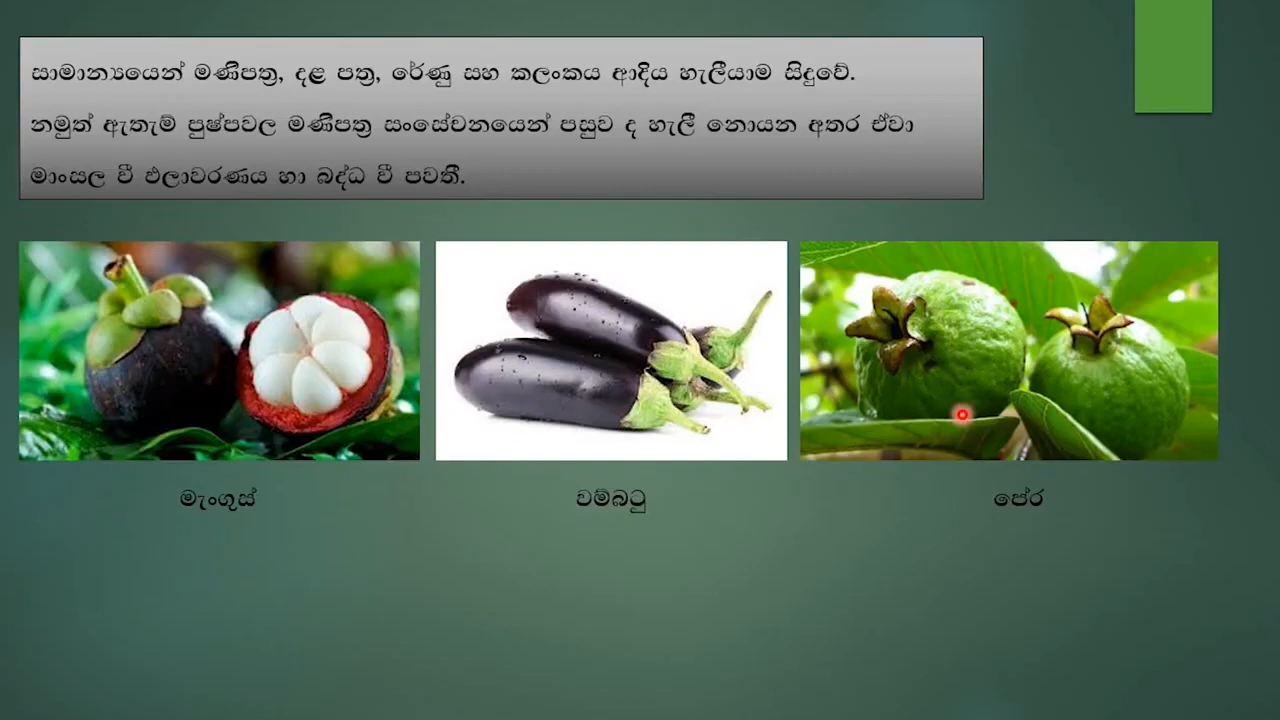 සාමාන්‍යයෙන් මණිපත්‍ර, දළ පත්‍ර, රේණු සහ කලංකය ආදිය හැලීයාම සිදුවේ.
නමුත් ඇතැම් පුෂ්පවල මණිපත්‍ර සංසේචනයෙන් පසුව ද හැලී නොයන අතර ඒවා
මාංසල වී ඵලාවරණය හා බද්ධ වී පවතී.
මැංගුස්
වම්බටු
පේර